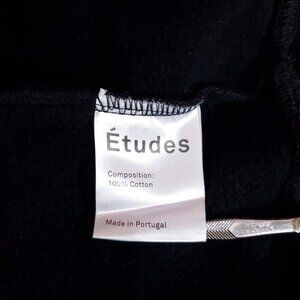 Études
Composition:
100% Cotton
Made in Portugal